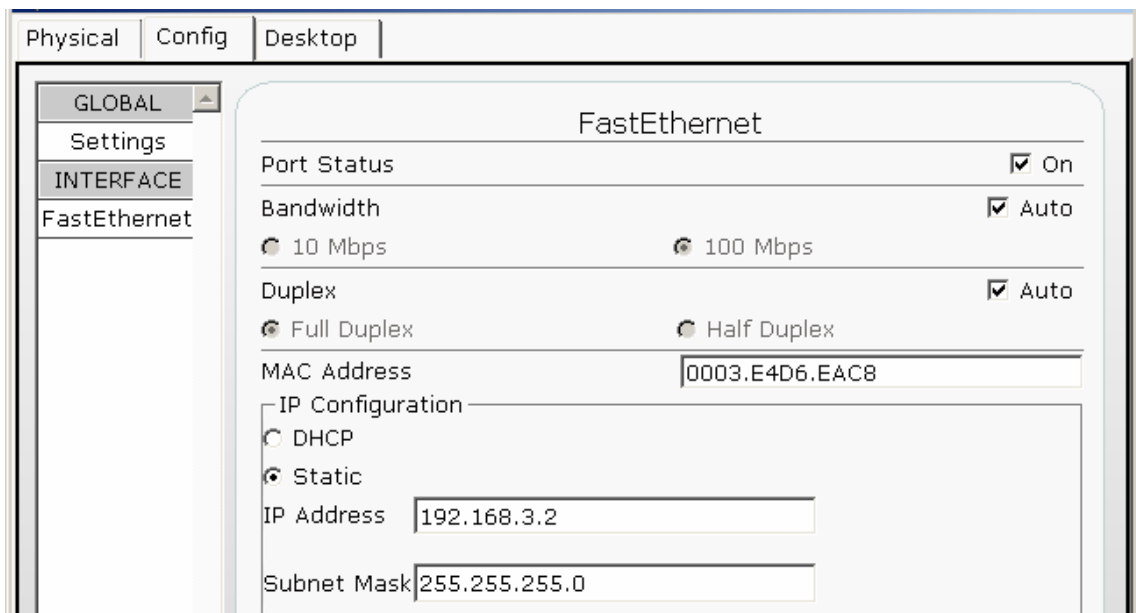 Physical Config Desktop
GLOBAL
Settings
INTERFACE
FastEthernet
FastEthernet
Port Status On
Bandwidth Auto
10 Mbps 100 Mbps
Duplex Auto
Full Duplex Half Duplex
MAC Address 0003.E4D6.EAC8
IP Configuration
DHCP
Static
IP Address 192.168.3.2
Subnet Mask 255.255.255.0